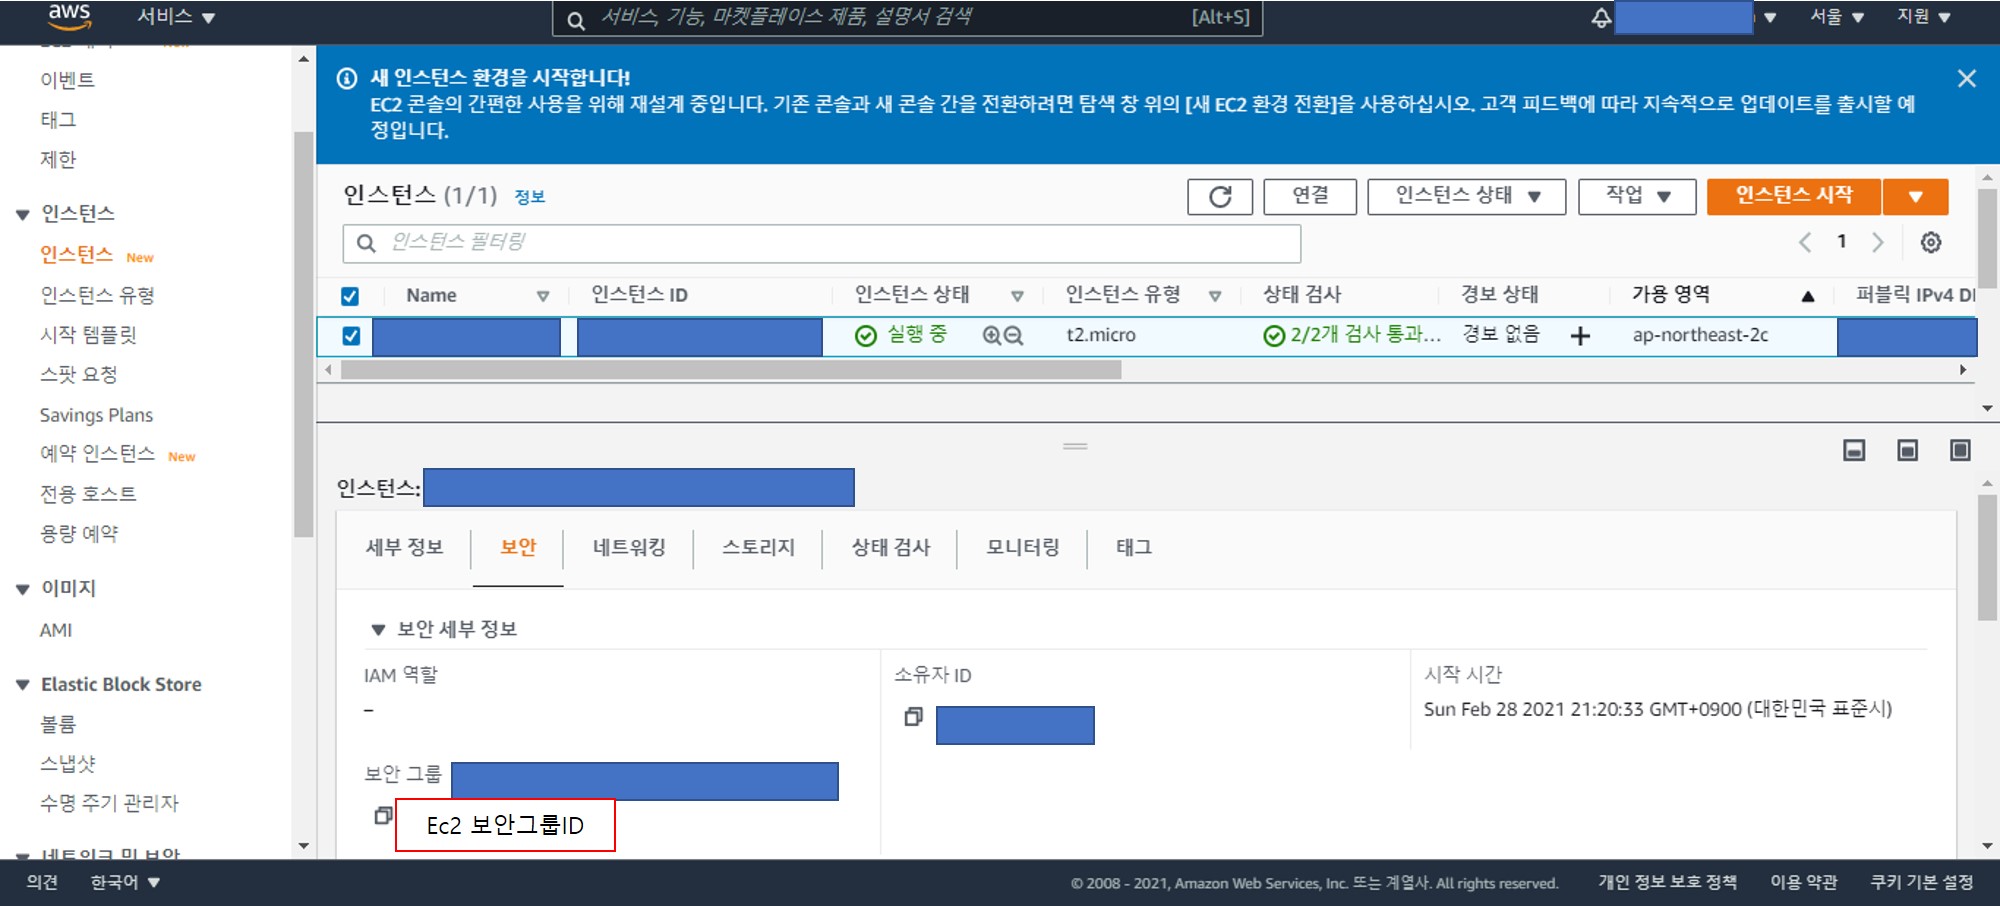 aws
서비스
서비스, 기능, 마켓플레이스 제품, 설명서 검색
[Alt+S]
서울
지원
New
이벤트
태그
제한
인스턴스
인스턴스 New
인스턴스 유형
시작 템플릿
스팟 요청
Savings Plans
예약 인스턴스 New
전용 호스트
용량 예약
이미지
AMI
Elastic Block Store
볼륨
스냅샷
수명 주기 관리자
네트워크 및 보안
새 인스턴스 환경을 시작합니다!
EC2 콘솔의 간편한 사용을 위해 재설계 중입니다. 기존 콘솔과 새 콘솔 간을 전환하려면 탐색 창 위의 [새 EC2 환경 전환]을 사용하십시오. 고객 피드백에 따라 지속적으로 업데이트를 출시할 예
정입니다.
인스턴스 (1/1) 정보
연결
인스턴스 상태
작업
인스턴스 시작
인스턴스 필터링
1
Name 인스턴스 ID 인스턴스 상태 인스턴스 유형 상태 검사 경보 상태 가용 영역 퍼블릭 IPv4 DI
실행 중 t2.micro 2/2개 검사 통과... 경보 없음 ap-northeast-2c
인스턴스:
세부 정보 보안 네트워킹 스토리지 상태 검사 모니터링 태그
보안 세부 정보
IAM 역할
–
소유자 ID
시작 시간
Sun Feb 28 2021 21:20:33 GMT+0900 (대한민국 표준시)
보안 그룹
Ec2 보안그룹ID
의견
한국어
© 2008 - 2021, Amazon Web Services, Inc. 또는 계열사. All rights reserved.
개인 정보 보호 정책
이용 약관
쿠키 기본 설정